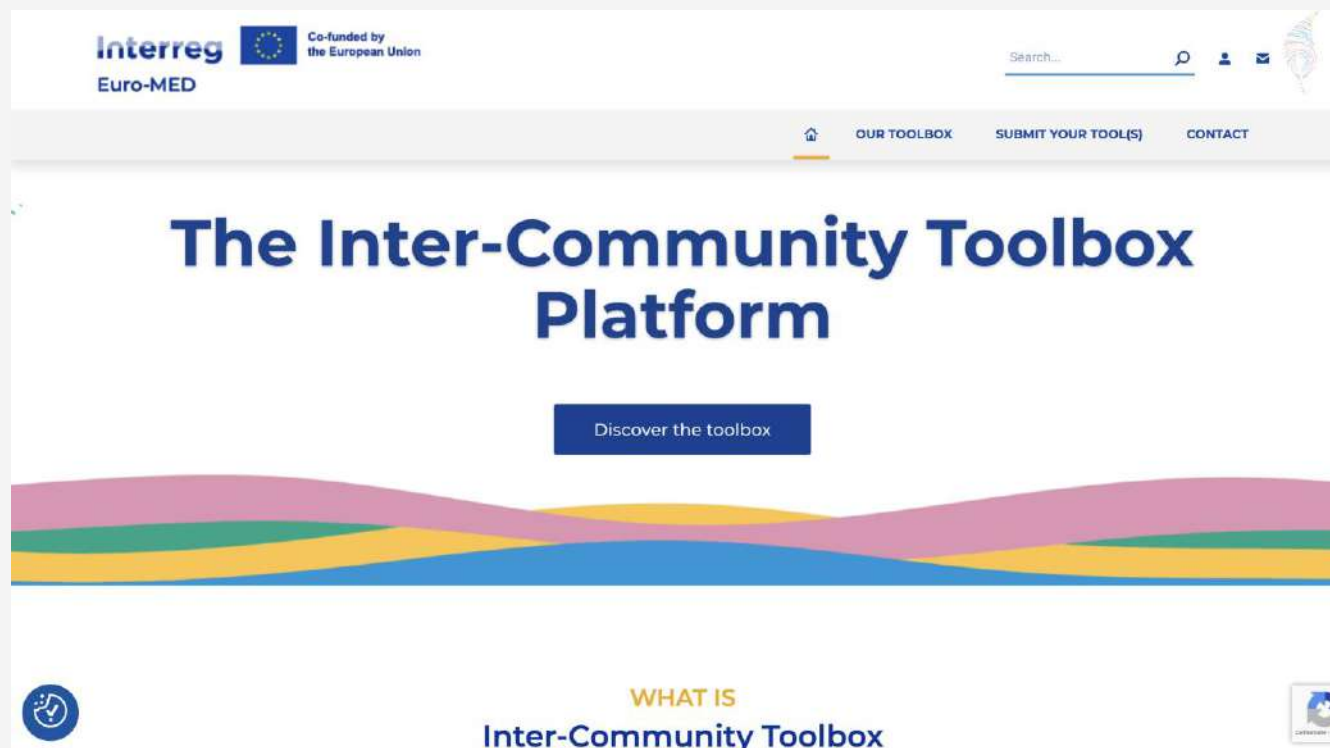 Interreg
Co-funded by
the European Union
Euro-MED
Search...
OUR TOOLBOX
SUBMIT YOUR TOOL(S)
CONTACT
The Inter-Community Toolbox
Platform
Discover the toolbox
WHAT IS
Inter-Community Toolbox